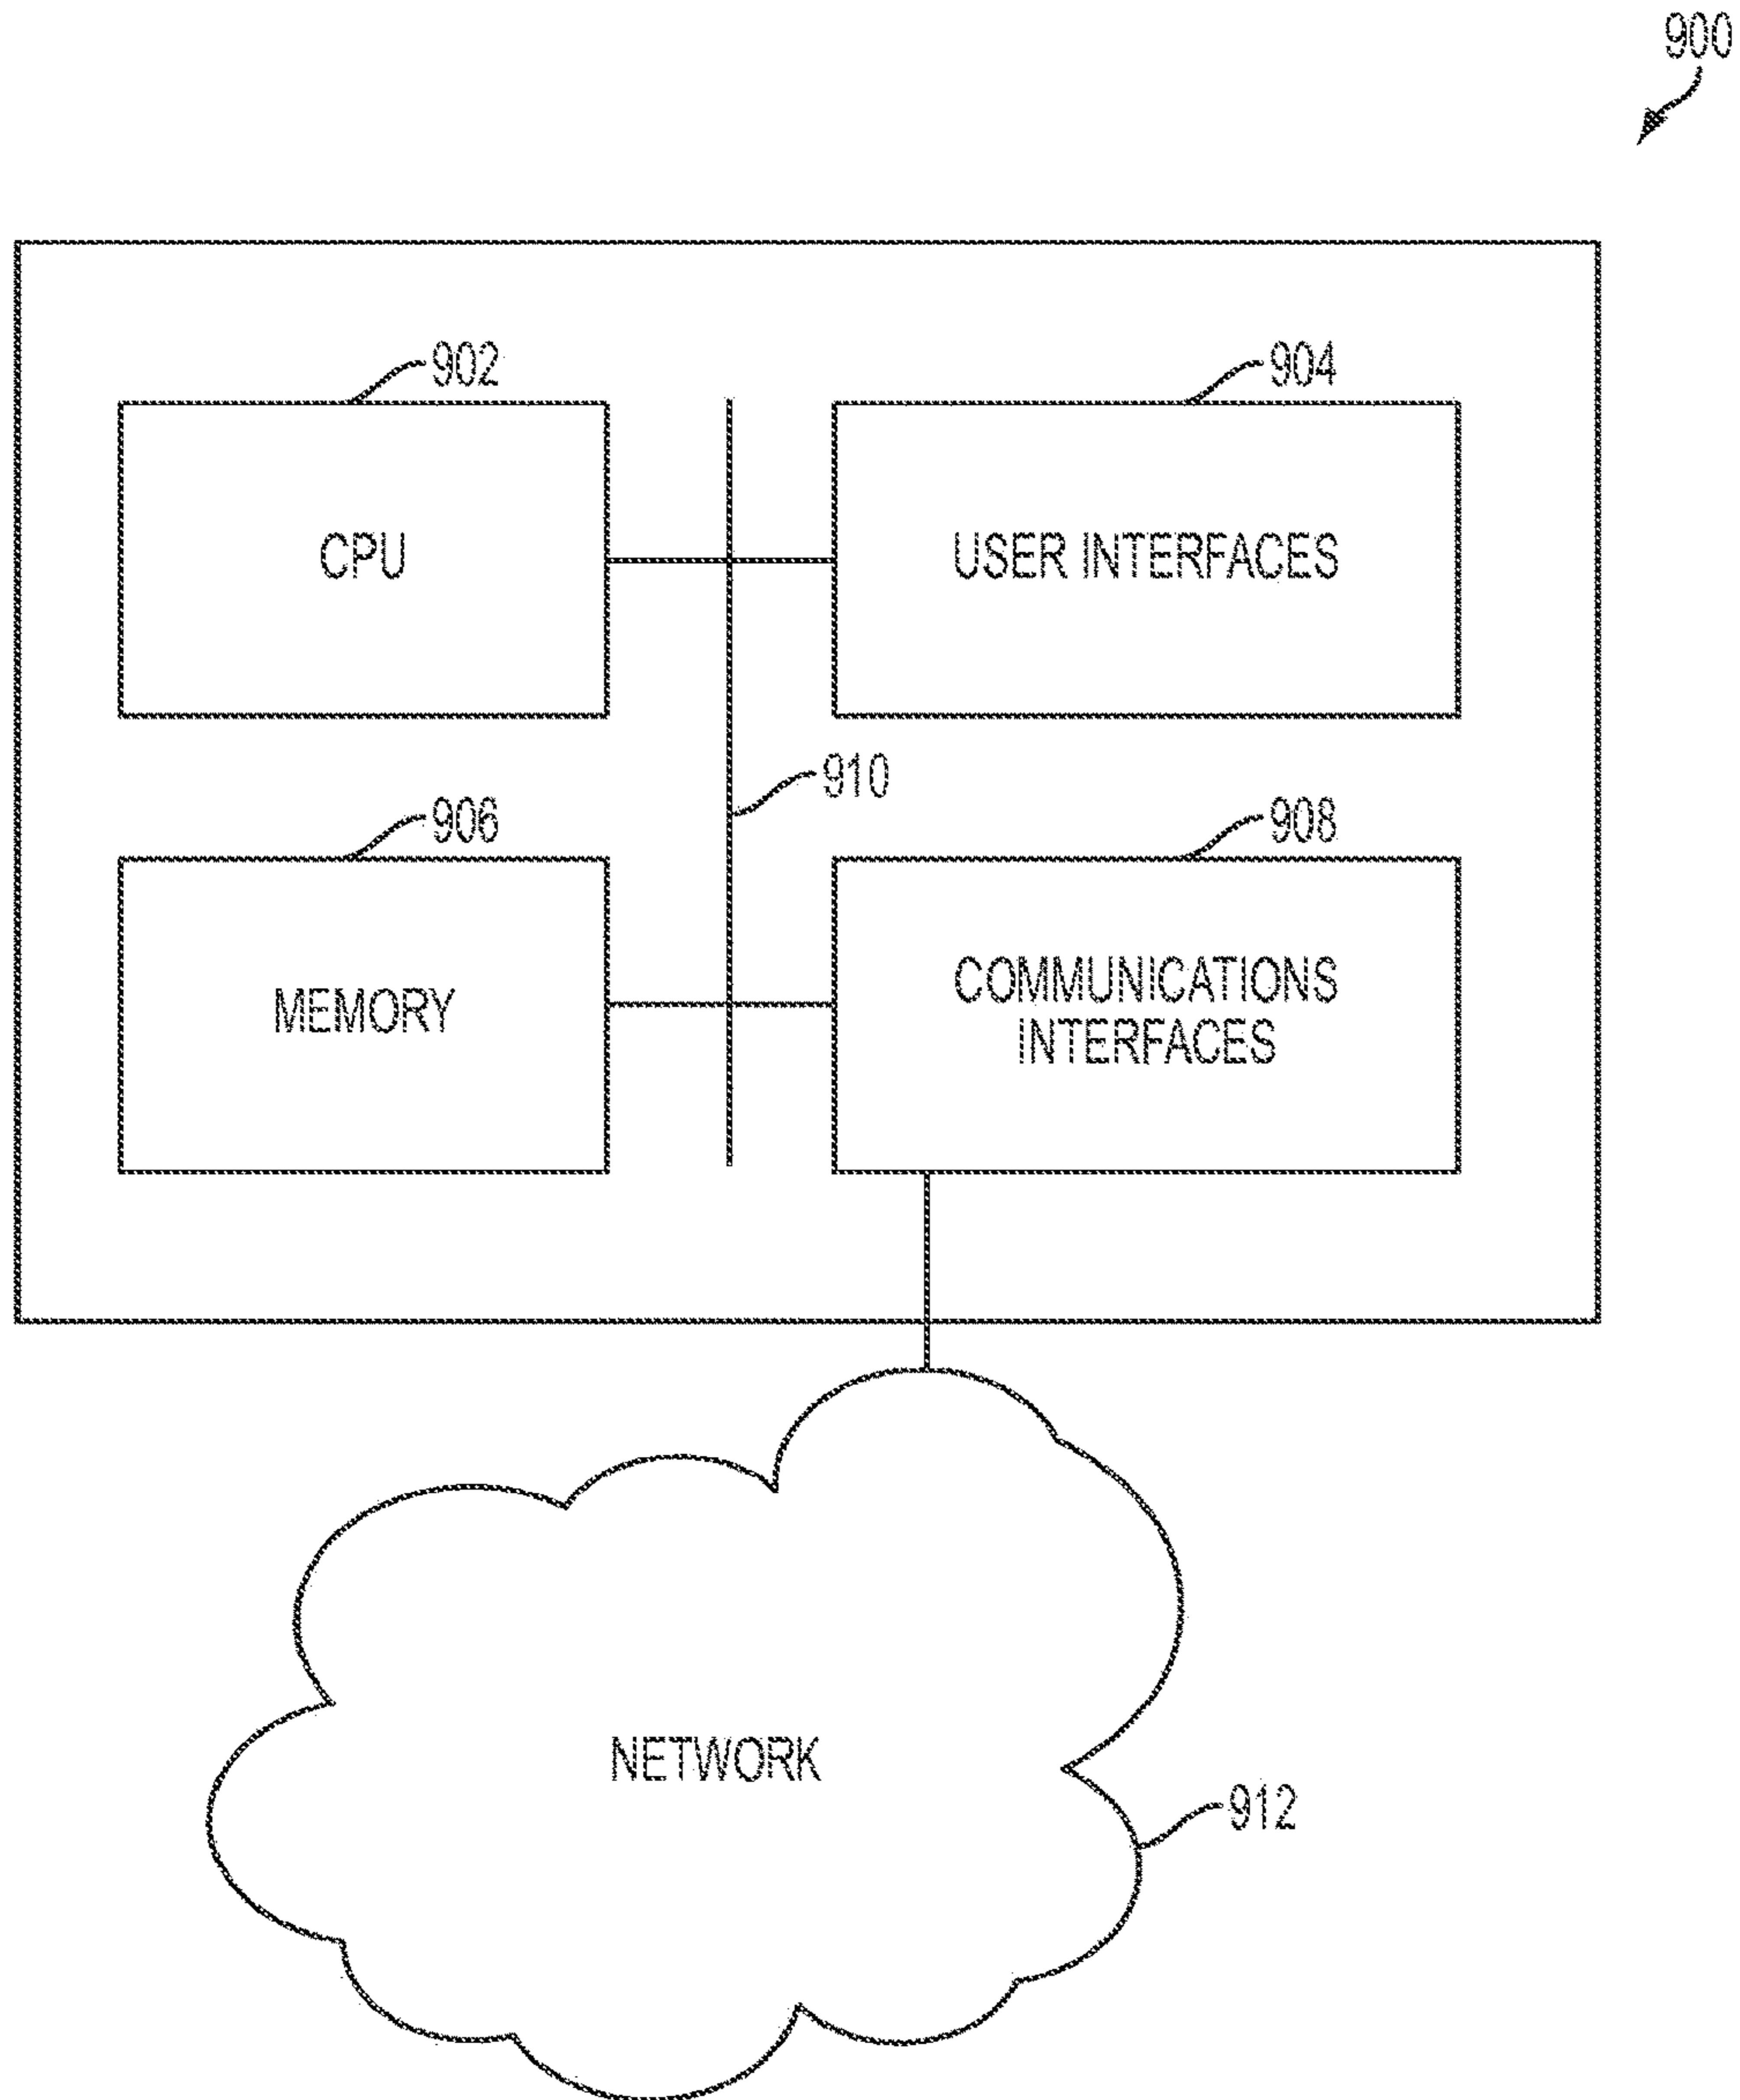 900
902
904
CPU
USER INTERFACES
910
906
908
MEMORY
COMMUNICATIONS
INTERFACES
NETWORK
912